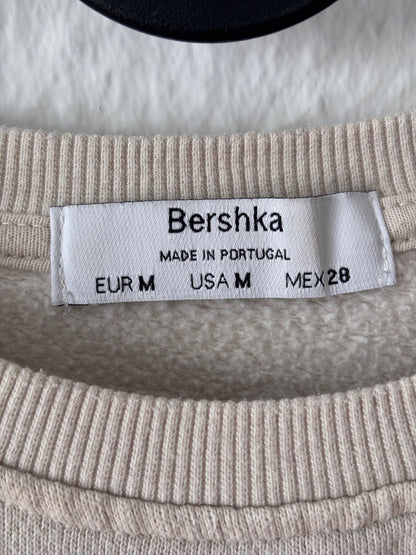 Bershka
MADE IN PORTUGAL
EUR M USA M MEX 28